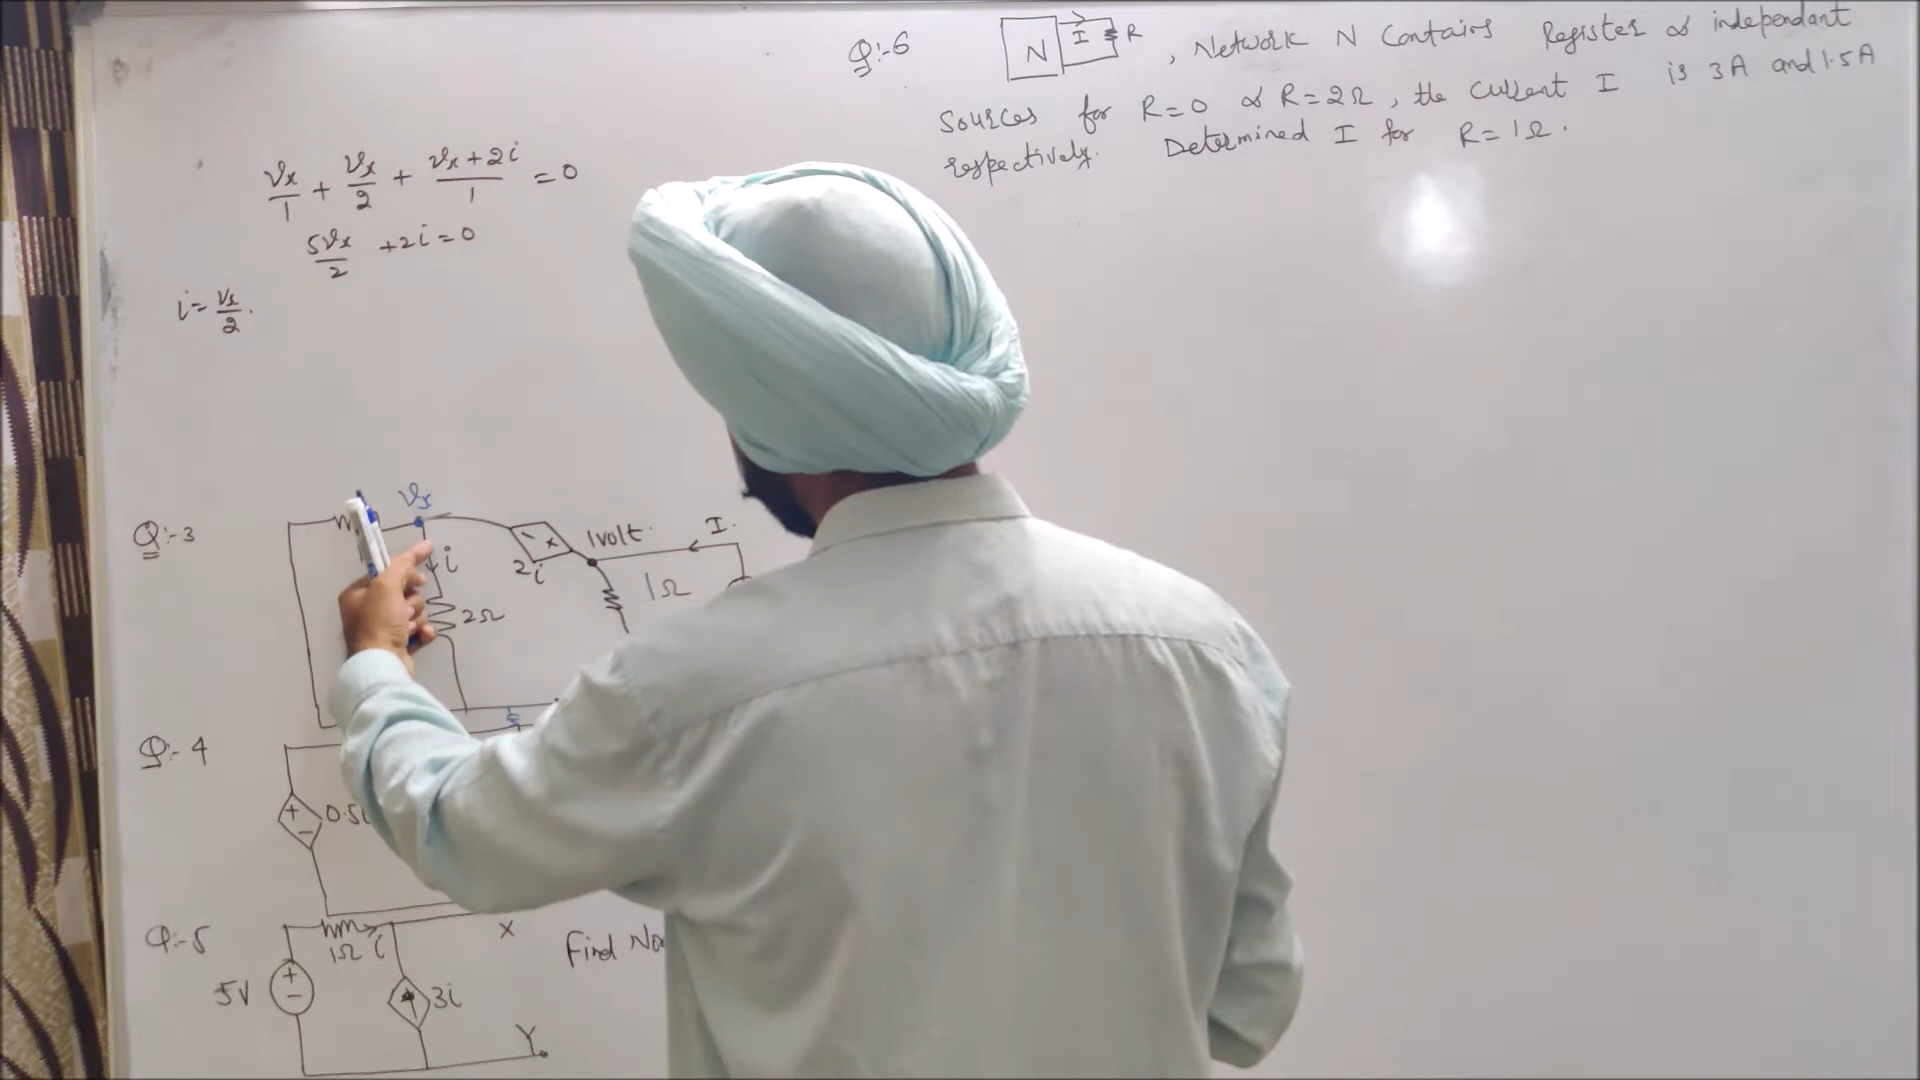 Q:-6 N I R , Network N Contains Register & independant
Sources for R=0 & R=2Ω, the current I is 3A and 1.5A
respectively. Determined I for R=1Ω.
Vx/1 + Vx/2 + Vx+2i/1 = 0
5Vx/2 +2i=0
i= Vx/2.
Q:-3
Vx
i
2Ω
- +
2i
1volt
I.
1Ω
Q:- 4
+ -
0.5i
Q:-5
1Ω i
5V
+ -
3i
X
Y
Find